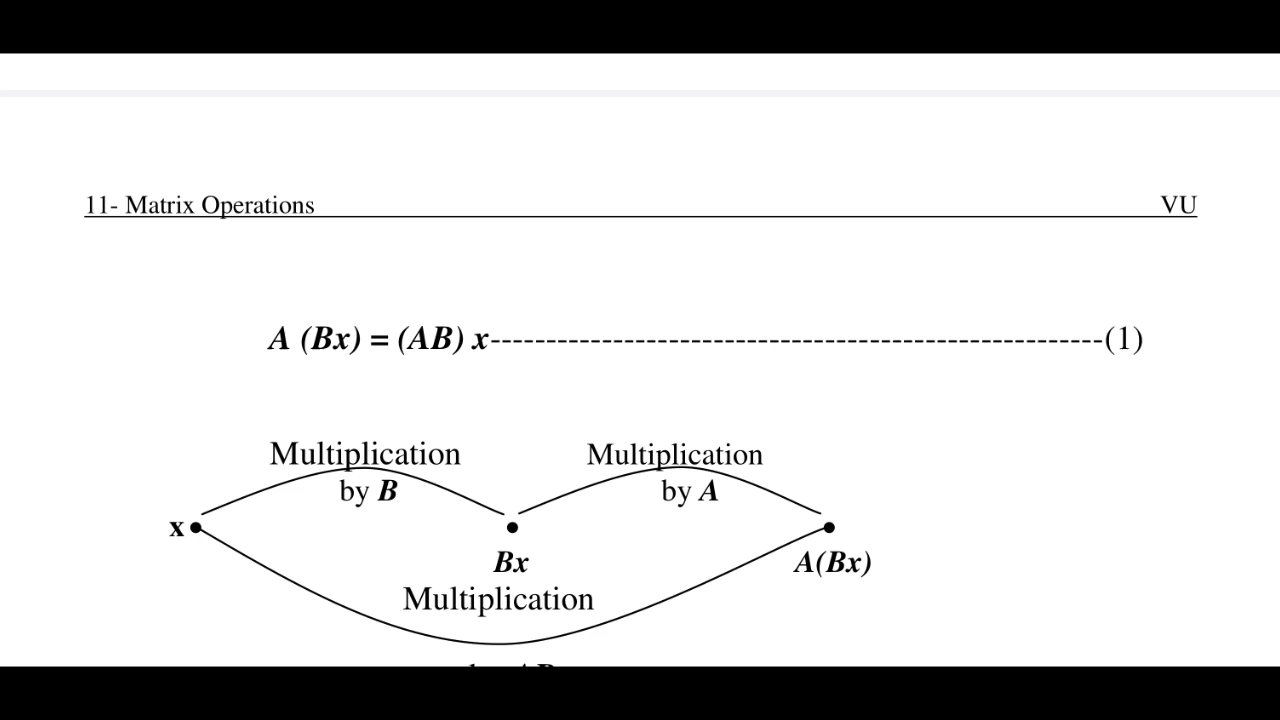 11- Matrix Operations VU
A (Bx) = (AB) x--------------------------------------------------------(1)
Multiplication Multiplication
by B by A
x
Bx A(Bx)
Multiplication